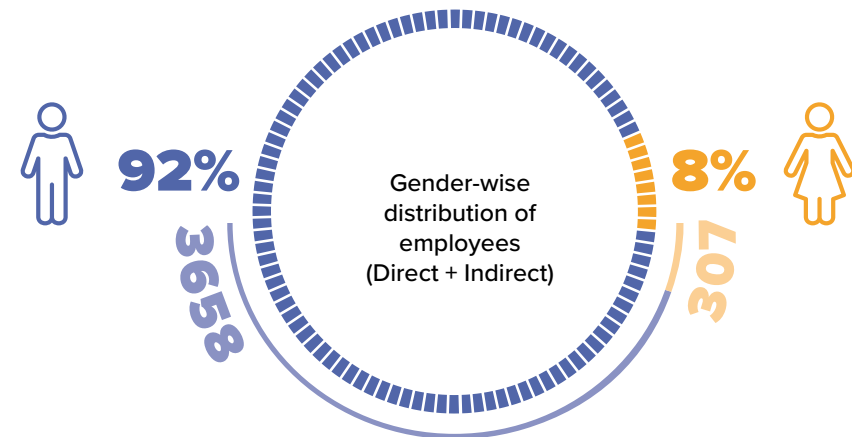 92%
3658
Gender-wise
distribution of
employees
(Direct + Indirect)
8%
307